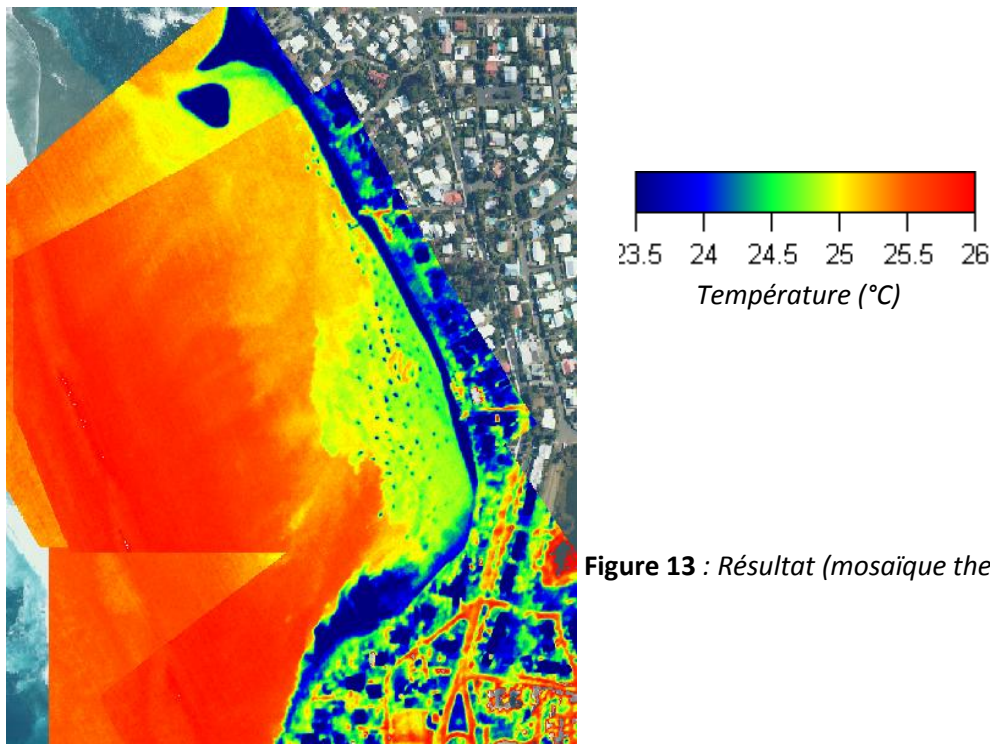 23.5 24 24.5 25 25.5 26
Température (°C)
Figure 13 : Résultat (mosaïque the